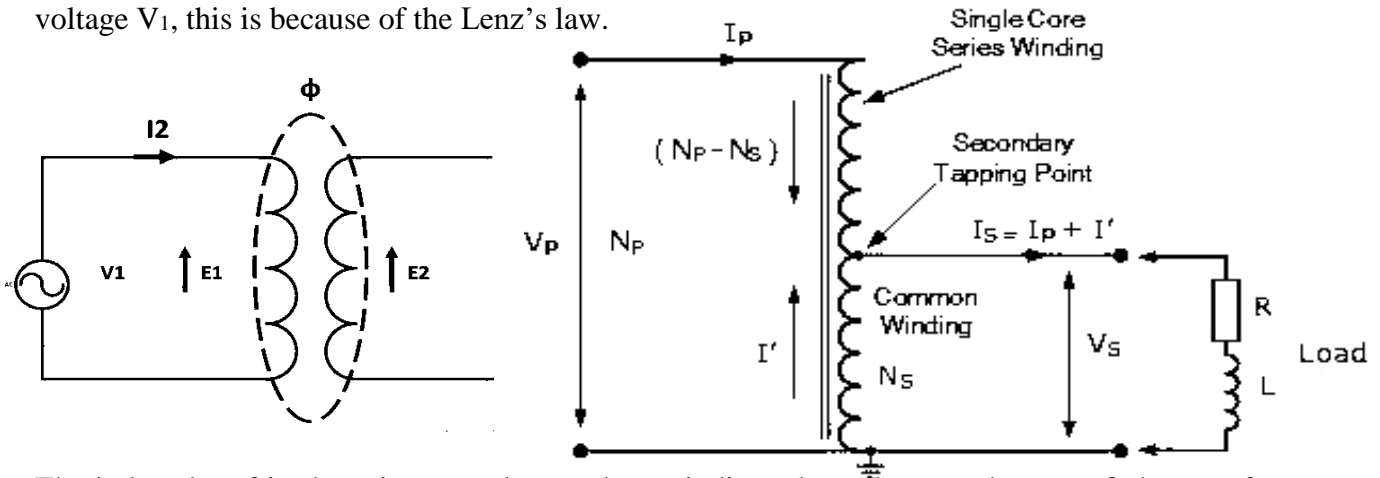 voltage V₁, this is because of the Lenz's law.
ϕ
I2
V1
E1
E2
AC
IP
Single Core
Series Winding
( NP - NS )
Secondary
Tapping Point
VP
NP
IS = IP + I'
Common
Winding
I'
NS
VS
R
L
Load